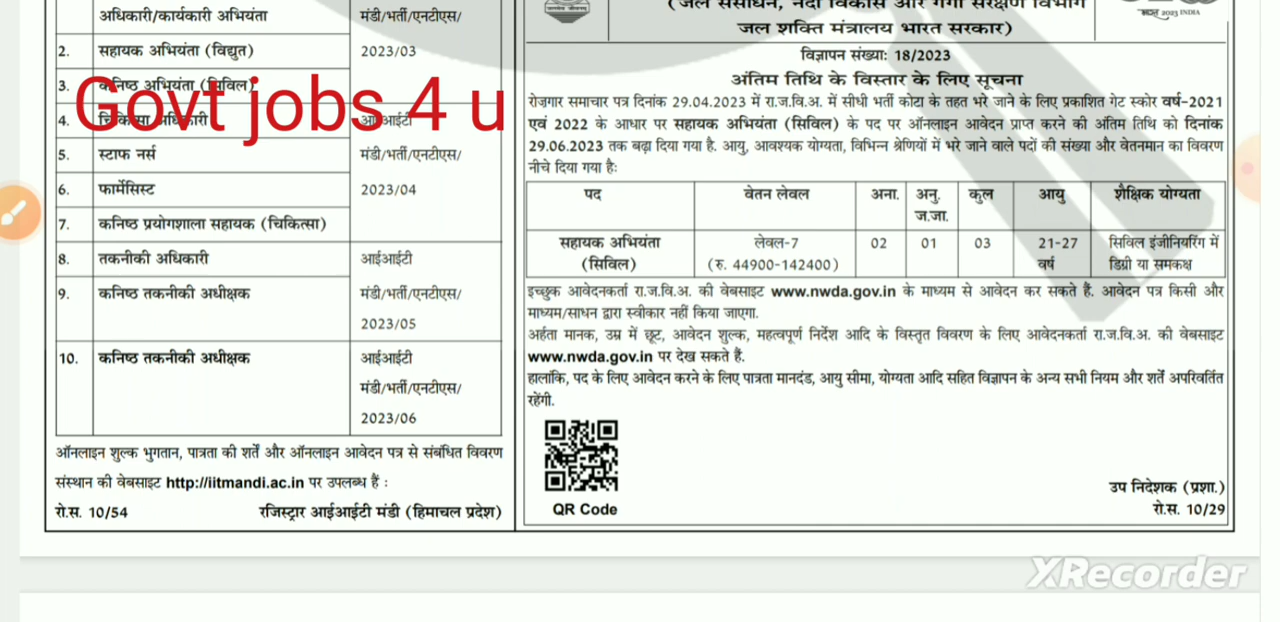 अधिकारी/कार्यकारी अभियंता
मंडी/भर्ती/एनटीएस/
2. सहायक अभियंता (विद्युत)
2023/03
3. कनिष्ठ अभियंता (सिविल)
Govt jobs 4 u
4. चिकित्सा अधिकारी
आईआईटी
5. स्टाफ नर्स
मंडी/भर्ती/एनटीएस/
6. फार्मेसिस्ट
2023/04
7. कनिष्ठ प्रयोगशाला सहायक (चिकित्सा)
8. तकनीकी अधिकारी
आईआईटी
9. कनिष्ठ तकनीकी अधीक्षक
मंडी/भर्ती/एनटीएस/
2023/05
10. कनिष्ठ तकनीकी अधीक्षक
आईआईटी
मंडी/भर्ती/एनटीएस/
2023/06
ऑनलाइन शुल्क भुगतान, पात्रता की शर्तें और ऑनलाइन आवेदन पत्र से संबंधित विवरण
संस्थान की वेबसाइट http://iitmandi.ac.in पर उपलब्ध हैं :
रो.स. 10/54 रजिस्ट्रार आईआईटी मंडी (हिमाचल प्रदेश)
(जल संसाधन, नदी विकास और गंगा संरक्षण विभाग
जल शक्ति मंत्रालय भारत सरकार)
2023 INDIA
विज्ञापन संख्याः 18/2023
अंतिम तिथि के विस्तार के लिए सूचना
रोज़गार समाचार पत्र दिनांक 29.04.2023 में रा.ज.वि.अ. में सीधी भर्ती कोटा के तहत भरे जाने के लिए प्रकाशित गेट स्कोर वर्ष-2021
एवं 2022 के आधार पर सहायक अभियंता (सिविल) के पद पर ऑनलाइन आवेदन प्राप्त करने की अंतिम तिथि को दिनांक
29.06.2023 तक बढ़ा दिया गया है. आयु, आवश्यक योग्यता, विभिन्न श्रेणियों में भरे जाने वाले पदों की संख्या और वेतनमान का विवरण
नीचे दिया गया हैः
पद वेतन लेवल अना. अनु. कुल आयु शैक्षिक योग्यता
ज.जा.
सहायक अभियंता लेवल-7 02 01 03 21-27 सिविल इंजीनियरिंग में
(सिविल) (रु. 44900-142400) वर्ष डिग्री या समकक्ष
इच्छुक आवेदनकर्ता रा.ज.वि.अ. की वेबसाइट www.nwda.gov.in के माध्यम से आवेदन कर सकते हैं. आवेदन पत्र किसी और
माध्यम/साधन द्वारा स्वीकार नहीं किया जाएगा.
अर्हता मानक, उम्र में छूट, आवेदन शुल्क, महत्वपूर्ण निर्देश आदि के विस्तृत विवरण के लिए आवेदनकर्ता रा.ज.वि.अ. की वेबसाइट
www.nwda.gov.in पर देख सकते हैं.
हालांकि, पद के लिए आवेदन करने के लिए पात्रता मानदंड, आयु सीमा, योग्यता आदि सहित विज्ञापन के अन्य सभी नियम और शर्तें अपरिवर्तित
रहेंगी.
QR Code
उप निदेशक (प्रशा.)
रो.स. 10/29
XRecorder